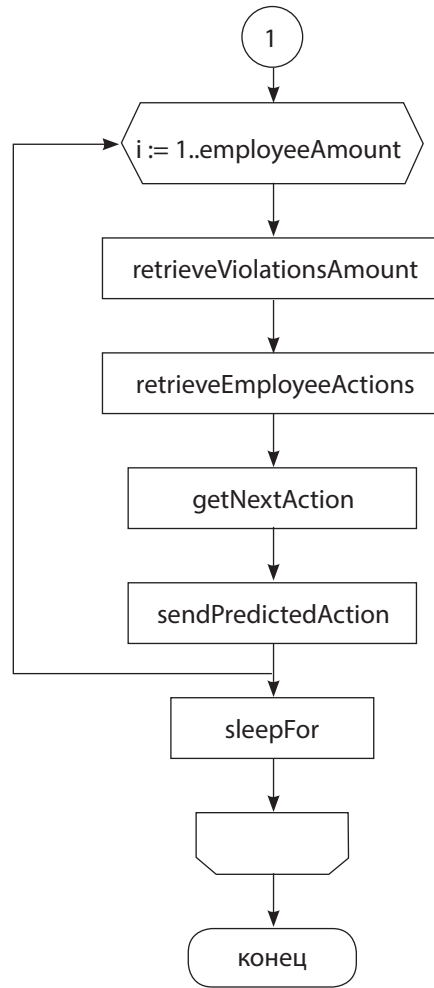 1
i := 1..employeeAmount
retrieveViolationsAmount
retrieveEmployeeActions
getNextAction
sendPredictedAction
sleepFor
конец